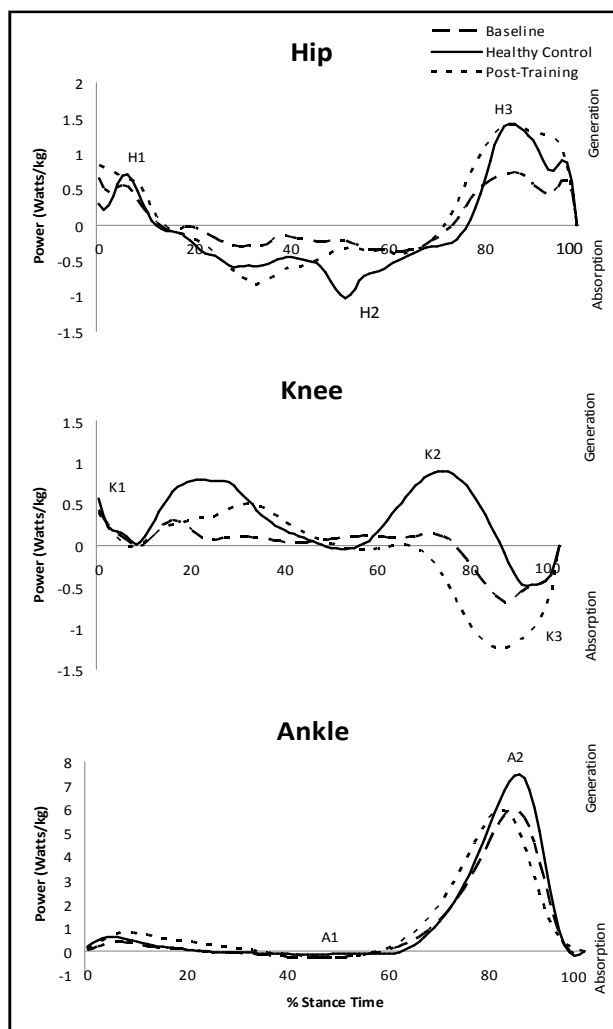 Baseline
Healthy Control
Post-Training
Hip
2
1.5
1
0.5
0
-0.5
-1
-1.5
Power (Watts/kg)
H1
H2
H3
0 20 40 60 80 100
Generation
Absorption
Knee
1.5
1
0.5
0
-0.5
-1
-1.5
Power (Watts/kg)
K1
K2
K3
0 20 40 60 80 100
Generation
Absorption
Ankle
8
7
6
5
4
3
2
1
0
-1
Power (Watts/kg)
A1
A2
0 20 40 60 80 100
% Stance Time
Generation
Absorption